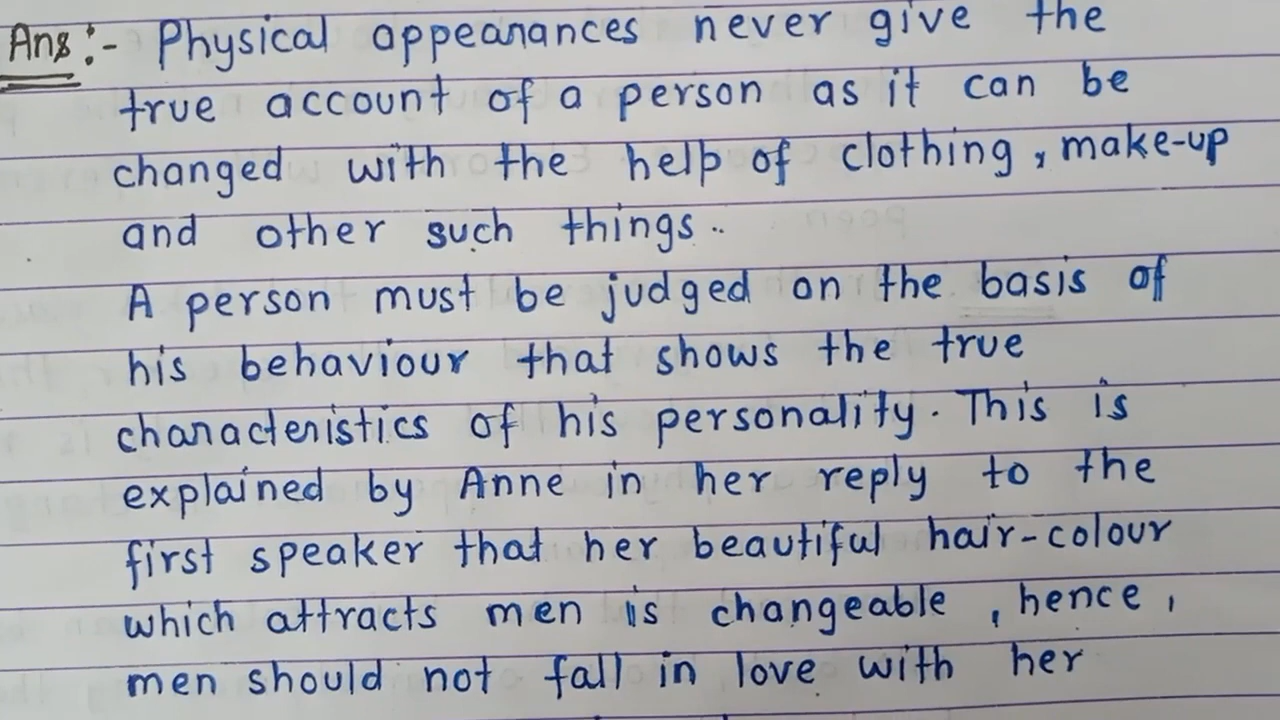 Ans :- Physical appearances never give the
true account of a person as it can be
changed with the help of clothing, make-up
and other such things..
A person must be judged on the basis of
his behaviour that shows the true
characteristics of his personality. This is
explained by Anne in her reply to the
first speaker that her beautiful hair-colour
which attracts men is changeable, hence,
men should not fall in love with her